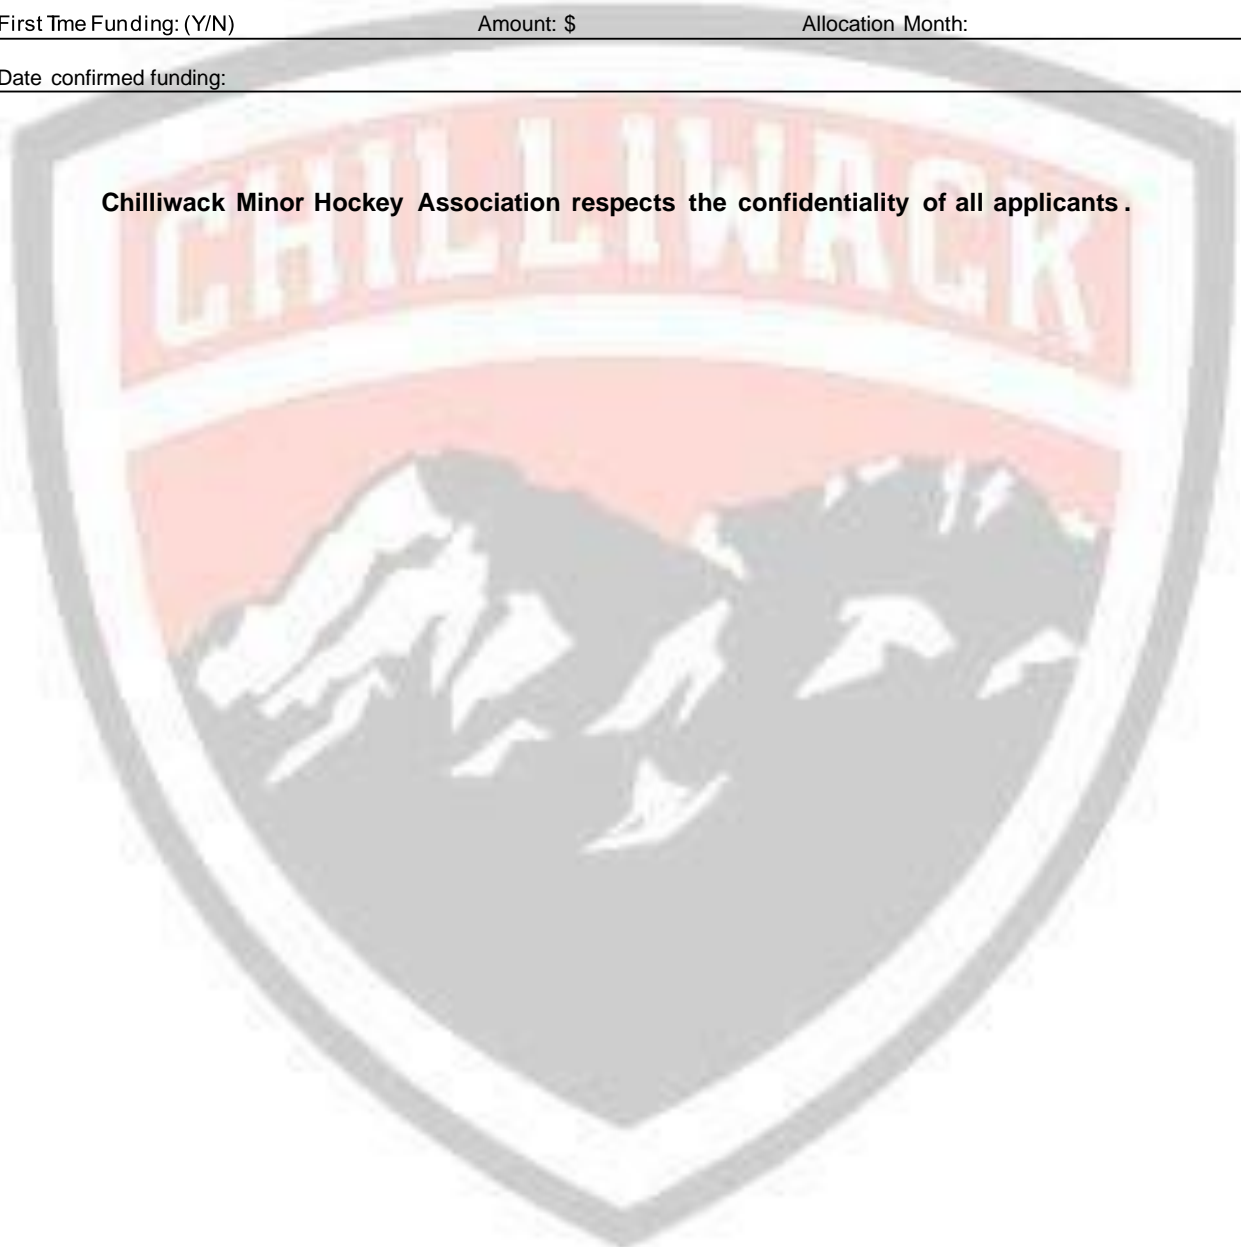 First Tme Funding: (Y/N) Amount: $ Allocation Month:
Date confirmed funding:
Chilliwack Minor Hockey Association respects the confidentiality of all applicants .
CHILLIWACK